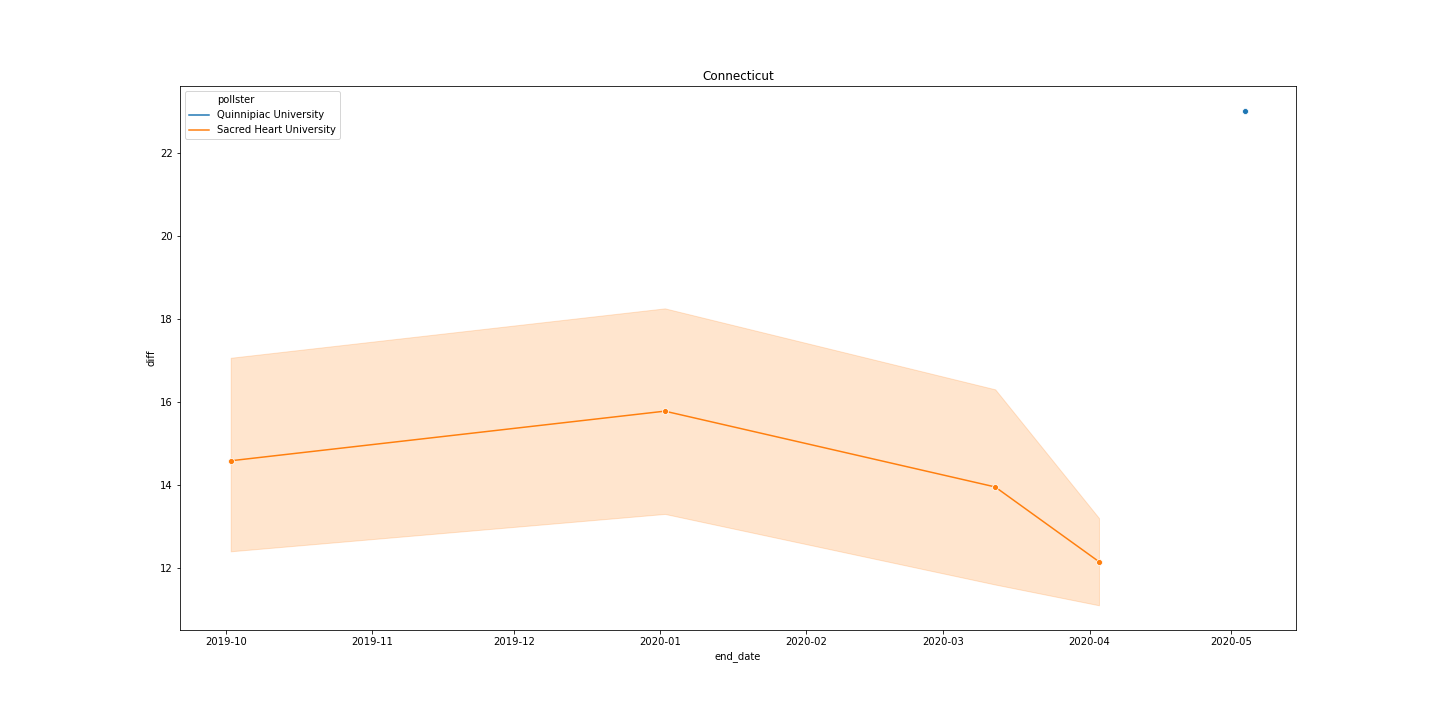 Connecticut
pollster
Quinnipiac University
Sacred Heart University
22
20
18
16
14
12
diff
2019-10 2019-11 2019-12 2020-01 2020-02 2020-03 2020-04 2020-05
end_date